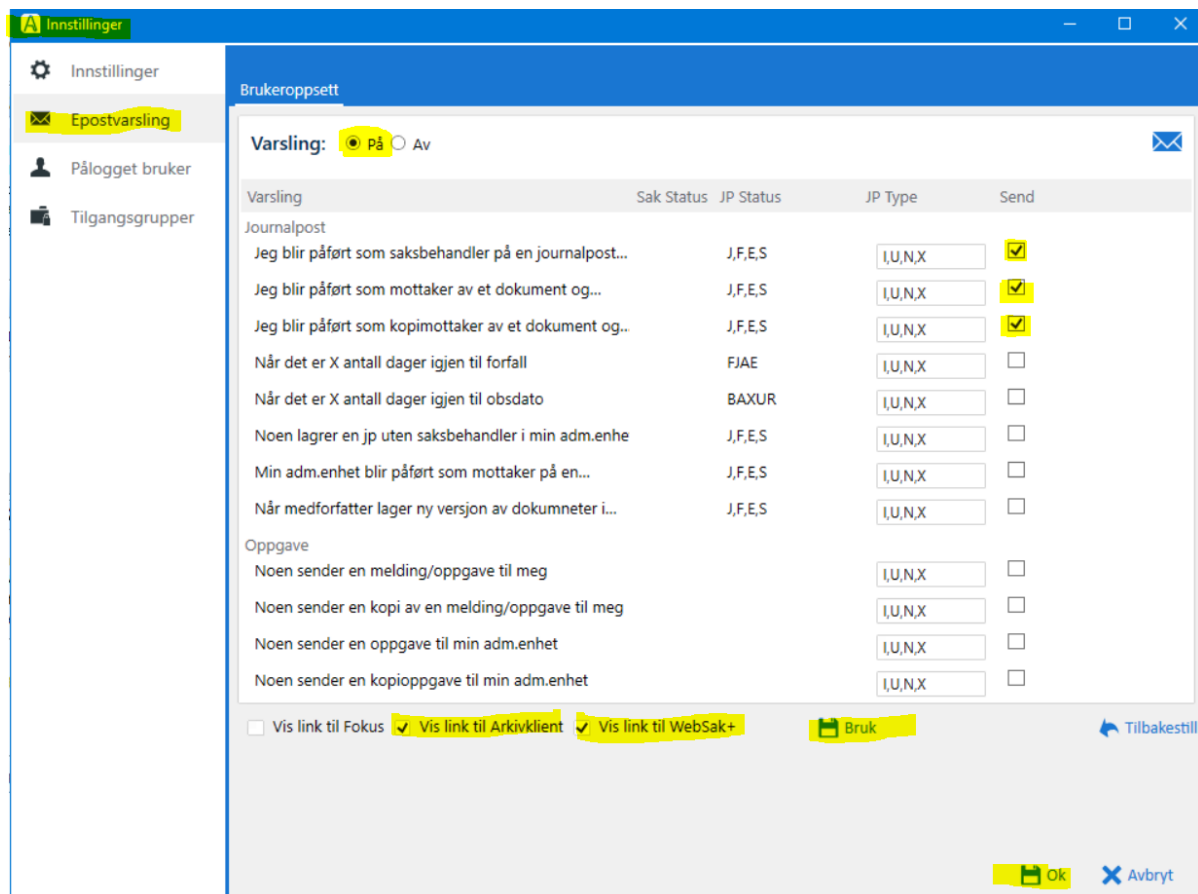 A Innstillinger
Innstillinger
Epostvarsling
Pålogget bruker
Tilgangsgrupper
Brukeroppsett
Varsling: På Av
Varsling Sak Status JP Status JP Type Send
Journalpost
Jeg blir påført som saksbehandler på en journalpost... J,F,E,S I,U,N,X
Jeg blir påført som mottaker av et dokument og... J,F,E,S I,U,N,X
Jeg blir påført som kopimottaker av et dokument og.. J,F,E,S I,U,N,X
Når det er X antall dager igjen til forfall FJAE I,U,N,X
Når det er X antall dager igjen til obsdato BAXUR I,U,N,X
Noen lagrer en jp uten saksbehandler i min adm.enhe J,F,E,S I,U,N,X
Min adm.enhet blir påført som mottaker på en... J,F,E,S I,U,N,X
Når medforfatter lager ny versjon av dokumneter i... J,F,E,S I,U,N,X
Oppgave
Noen sender en melding/oppgave til meg I,U,N,X
Noen sender en kopi av en melding/oppgave til meg I,U,N,X
Noen sender en oppgave til min adm.enhet I,U,N,X
Noen sender en kopioppgave til min adm.enhet I,U,N,X
Vis link til Fokus Vis link til Arkivklient Vis link til WebSak+ Bruk Tilbakestill
Ok Avbryt